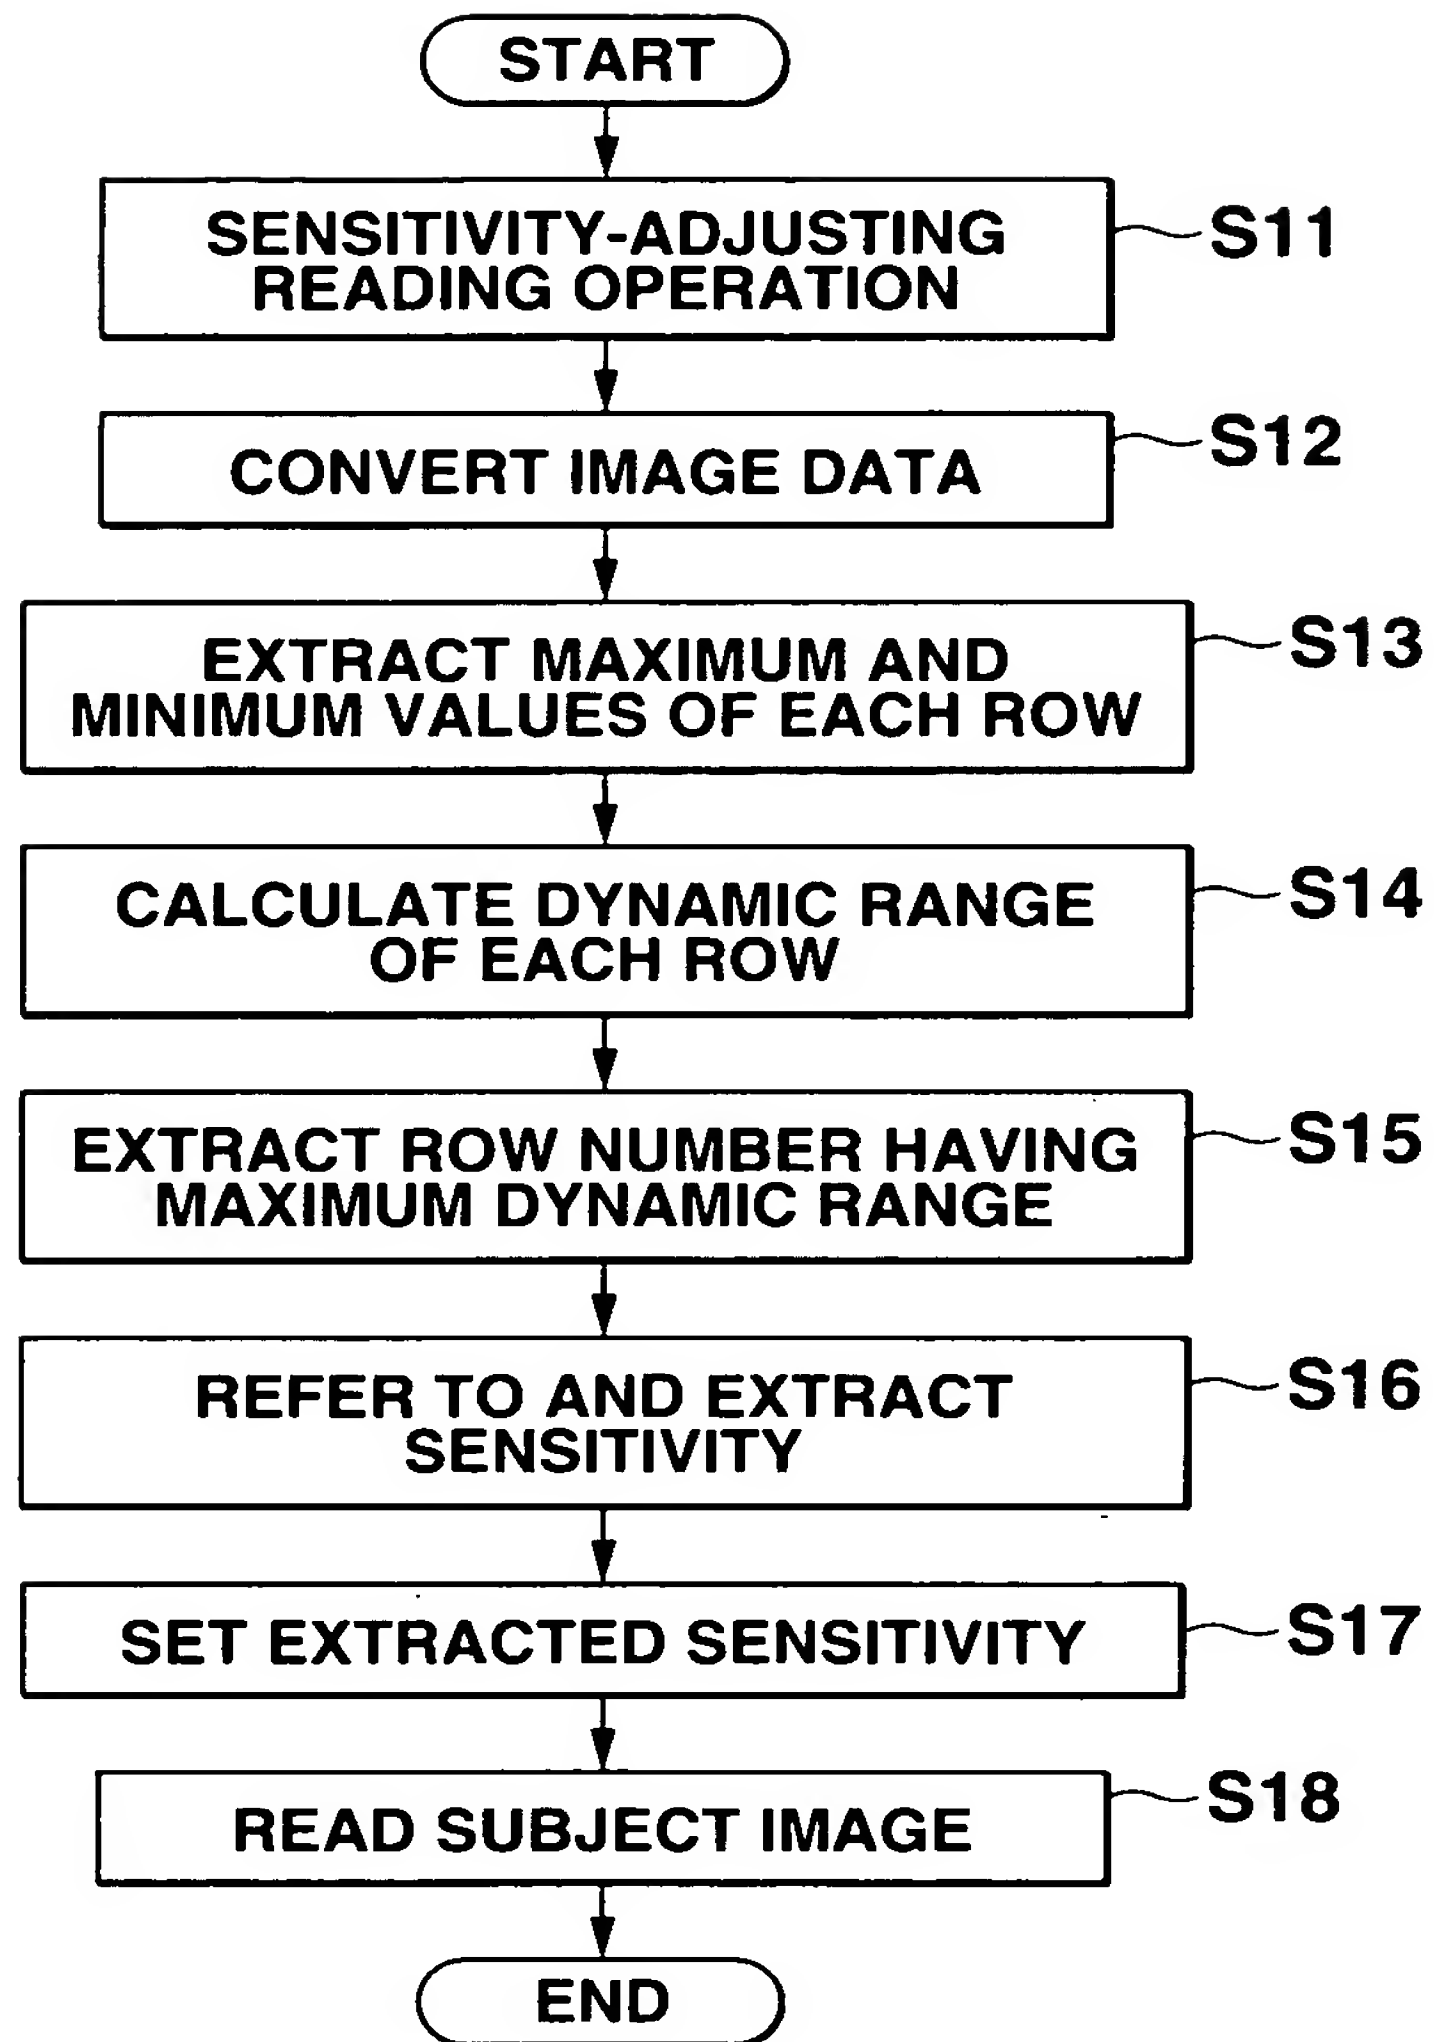 START
SENSITIVITY-ADJUSTING
READING OPERATION
S11
CONVERT IMAGE DATA
S12
EXTRACT MAXIMUM AND
MINIMUM VALUES OF EACH ROW
S13
CALCULATE DYNAMIC RANGE
OF EACH ROW
S14
EXTRACT ROW NUMBER HAVING
MAXIMUM DYNAMIC RANGE
S15
REFER TO AND EXTRACT
SENSITIVITY
S16
SET EXTRACTED SENSITIVITY
S17
READ SUBJECT IMAGE
S18
END